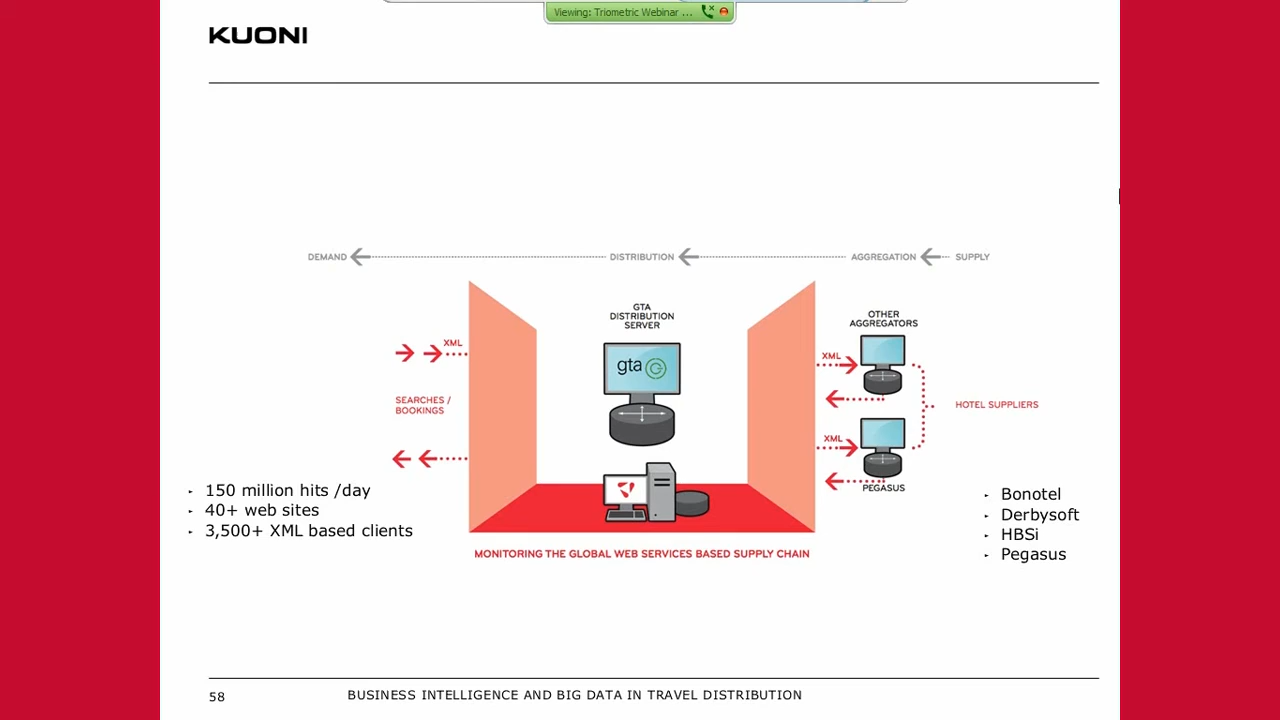 Viewing: Triometric Webinar ...
KUONI
DEMAND
DISTRIBUTION
AGGREGATION
SUPPLY
GTA
DISTRIBUTION
SERVER
OTHER
AGGREGATORS
XML
XML
gta
SEARCHES /
BOOKINGS
HOTEL SUPPLIERS
XML
PEGASUS
150 million hits /day
40+ web sites
3,500+ XML based clients
Bonotel
Derbysoft
HBSi
Pegasus
MONITORING THE GLOBAL WEB SERVICES BASED SUPPLY CHAIN
58
BUSINESS INTELLIGENCE AND BIG DATA IN TRAVEL DISTRIBUTION